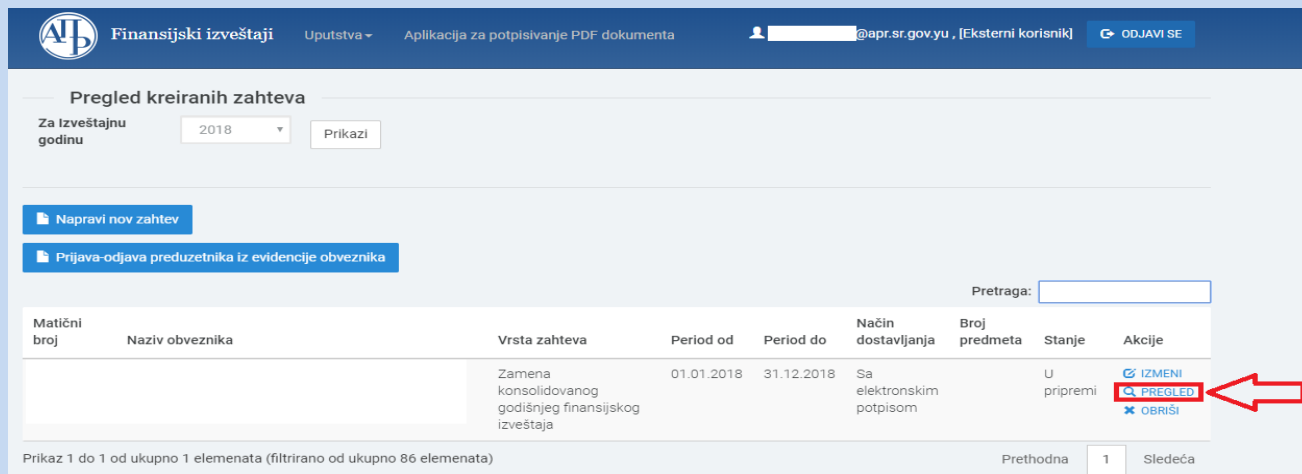 АПР Finansijski izveštaji Uputstva Aplikacija za potpisivanje PDF dokumenta @apr.sr.gov.yu , [Eksterni korisnik] ODJAVI SE
Pregled kreiranih zahteva
Za Izveštajnu godinu 2018 Prikazi
Napravi nov zahtev
Prijava-odjava preduzetnika iz evidencije obveznika
Pretraga:
Matični broj Naziv obveznika Vrsta zahteva Period od Period do Način dostavljanja Broj predmeta Stanje Akcije
Zamena konsolidovanog godišnjeg finansijskog izveštaja 01.01.2018 31.12.2018 Sa elektronskim potpisom U pripremi IZMENI
PREGLED
OBRIŠI
Prikaz 1 do 1 od ukupno 1 elemenata (filtrirano od ukupno 86 elemenata) Prethodna 1 Sledeća